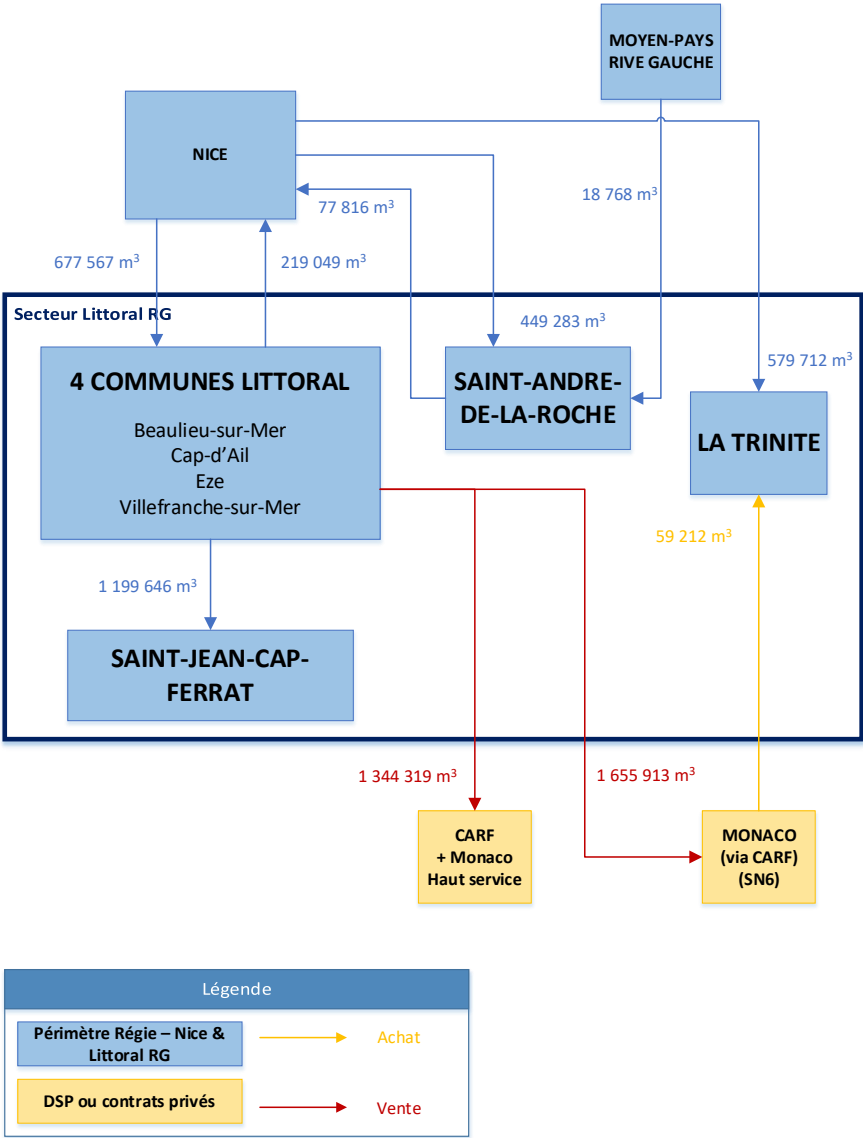 MOYEN-PAYS
RIVE GAUCHE
NICE
77 816 m³
18 768 m³
677 567 m³
219 049 m³
Secteur Littoral RG
449 283 m³
579 712 m³
4 COMMUNES LITTORAL
Beaulieu-sur-Mer
Cap-d'Ail
Eze
Villefranche-sur-Mer
SAINT-ANDRE-
DE-LA-ROCHE
LA TRINITE
59 212 m³
1 199 646 m³
SAINT-JEAN-CAP-
FERRAT
1 344 319 m³
1 655 913 m³
CARF
+ Monaco
Haut service
MONACO
(via CARF)
(SN6)
Légende
Périmètre Régie – Nice &
Littoral RG
Achat
DSP ou contrats privés
Vente